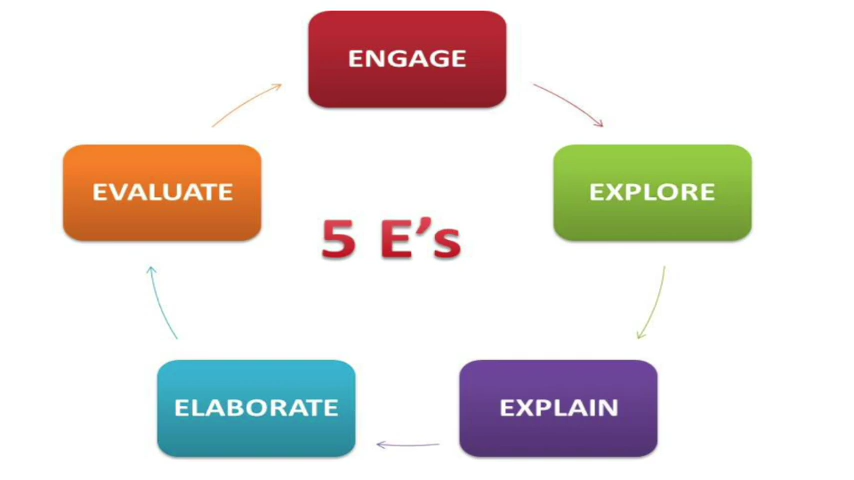 ENGAGE
EXPLORE
EXPLAIN
ELABORATE
EVALUATE
5 E’s